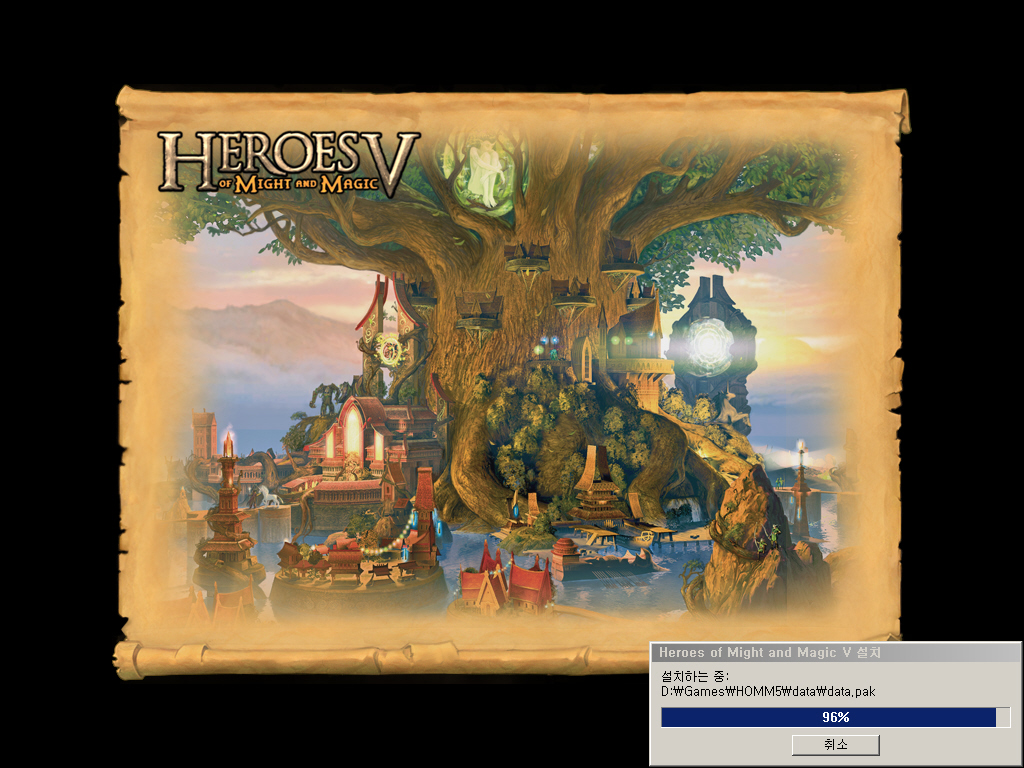 HEROES V
OF MIGHT AND MAGIC
Heroes of Might and Magic V 설치
설치하는 중:
D:₩Games₩HOMM5₩data₩data.pak
96%
취소